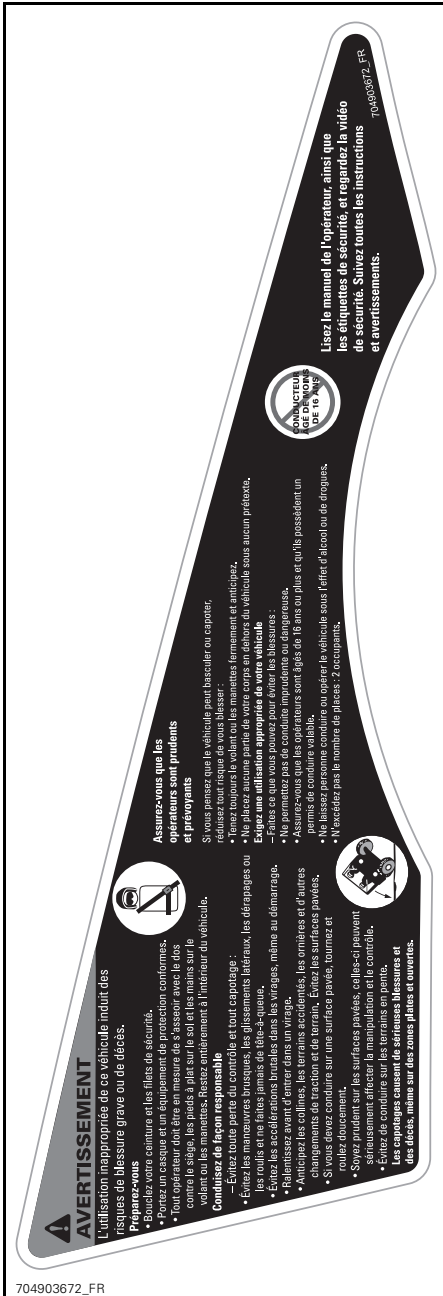 AVERTISSEMENT
L'utilisation inappropriée de ce véhicule induit des
risques de blessure grave ou de décès.
Préparez-vous
• Bouclez votre ceinture et les filets de sécurité.
• Portez un casque et un équipement de protection conformes.
• Tout opérateur doit être en mesure de s'asseoir avec le dos
contre le siège, les pieds à plat sur le sol et les mains sur le
volant ou les manettes. Restez entièrement à l'intérieur du véhicule.
Conduisez de façon responsable
– Évitez toute perte du contrôle et tout capotage :
• Évitez les manœuvres brusques, les glissements latéraux, les dérapages ou
les roulis et ne faites jamais de tête-à-queue.
• Évitez les accélérations brutales dans les virages, même au démarrage.
• Ralentissez avant d'entrer dans un virage.
• Anticipez les collines, les terrains accidentés, les ornières et d'autres
changements de traction et de terrain. Évitez les surfaces pavées.
• Si vous devez conduire sur une surface pavée, tournez et
roulez doucement.
• Soyez prudent sur les surfaces pavées, celles-ci peuvent
sérieusement affecter la manipulation et le contrôle.
• Évitez de conduire sur les terrains en pente.
Les capotages causent de sérieuses blessures et
des décès, même sur des zones plates et ouvertes.
Assurez-vous que les
opérateurs sont prudents
et prévoyants
Si vous pensez que le véhicule peut basculer ou capoter,
réduisez tout risque de vous blesser :
• Tenez toujours le volant ou les manettes fermement et anticipez.
• Ne placez aucune partie de votre corps en dehors du véhicule sous aucun prétexte.
Exigez une utilisation appropriée de votre véhicule
– Faites ce que vous pouvez pour éviter les blessures :
• Ne permettez pas de conduite imprudente ou dangereuse.
• Assurez-vous que les opérateurs sont âgés de 16 ans ou plus et qu'ils possèdent un
permis de conduire valable.
• Ne laissez personne conduire ou opérer le véhicule sous l'effet d'alcool ou de drogues.
• N'excédez pas le nombre de places : 2 occupants.
CONDUCTEUR
ÂGÉ DE MOINS
DE 16 ANS
Lisez le manuel de l'opérateur, ainsi que
les étiquettes de sécurité, et regardez la vidéo
de sécurité. Suivez toutes les instructions
et avertissements.
704903672_FR
704903672_FR